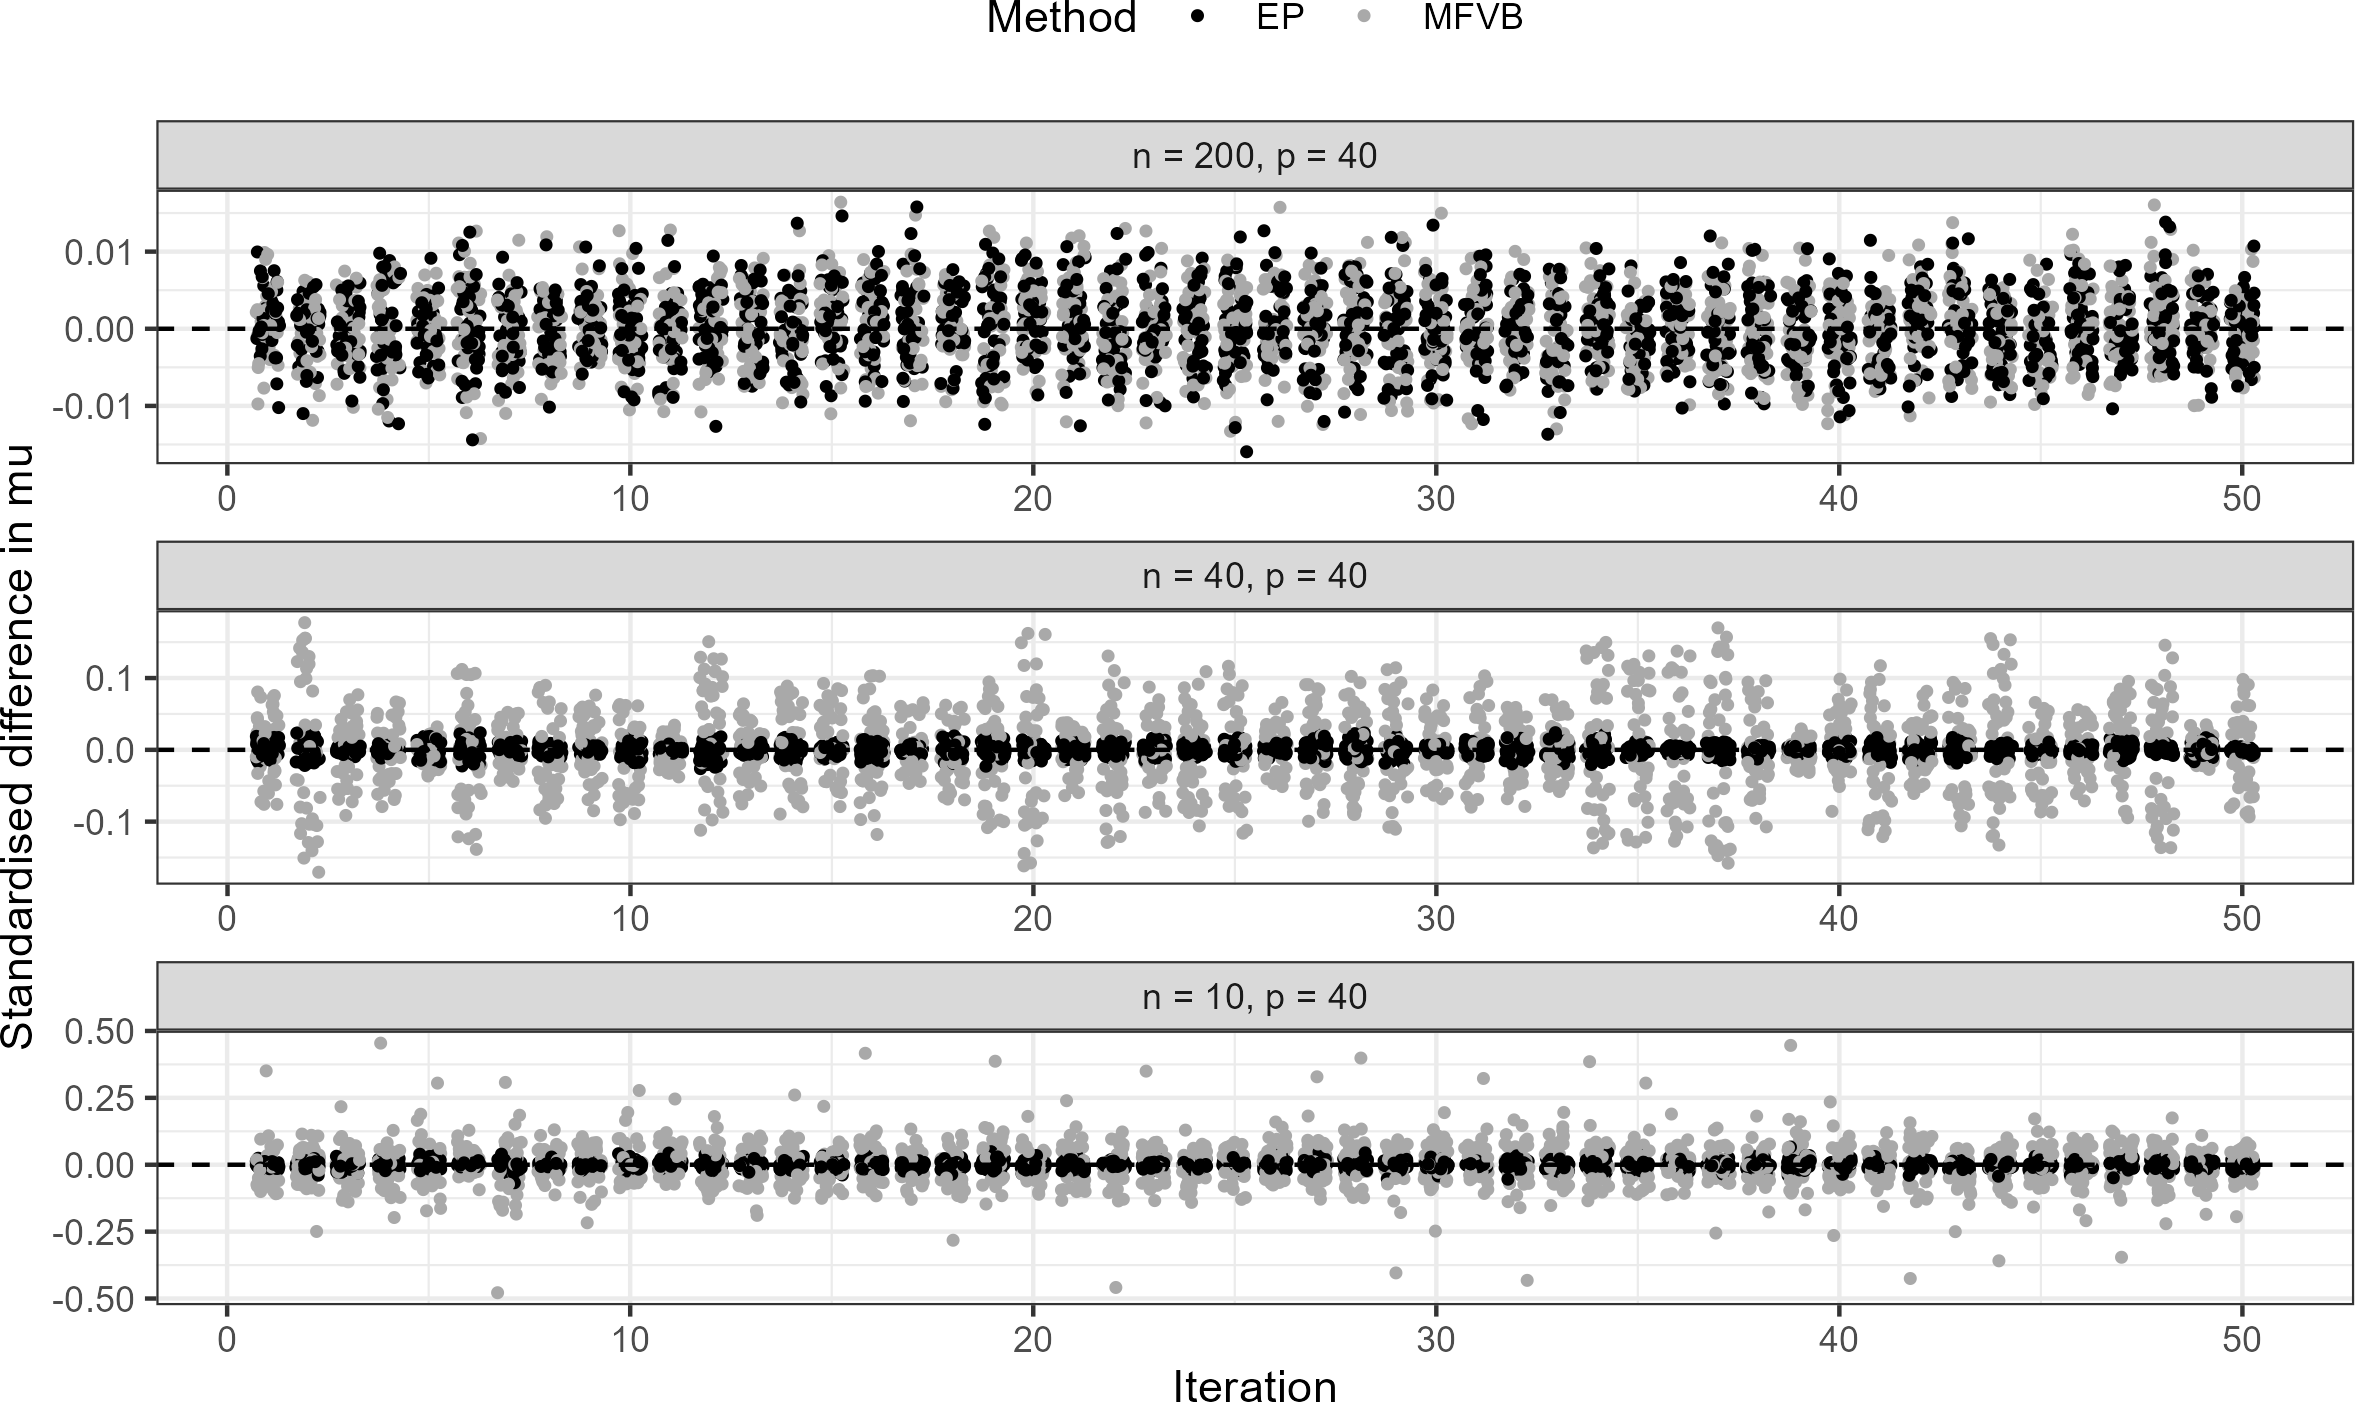 Method EP MFVB
n = 200, p = 40
0.01
0.00
-0.01
0 10 20 30 40 50
n = 40, p = 40
0.1
0.0
-0.1
0 10 20 30 40 50
n = 10, p = 40
0.50
0.25
0.00
-0.25
-0.50
0 10 20 30 40 50
Iteration
Standardised difference in mu